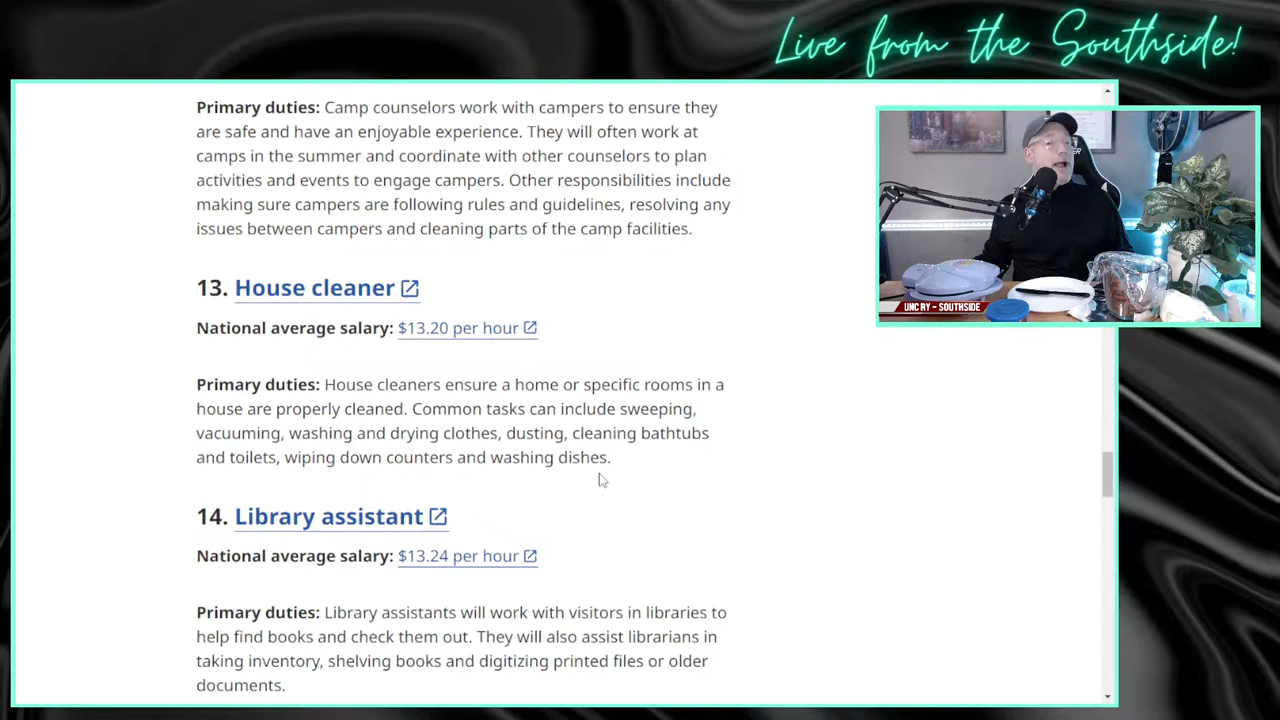 Live from the Southside!
Primary duties: Camp counselors work with campers to ensure they
are safe and have an enjoyable experience. They will often work at
camps in the summer and coordinate with other counselors to plan
activities and events to engage campers. Other responsibilities include
making sure campers are following rules and guidelines, resolving any
issues between campers and cleaning parts of the camp facilities.
13. House cleaner
National average salary: $13.20 per hour
Primary duties: House cleaners ensure a home or specific rooms in a
house are properly cleaned. Common tasks can include sweeping,
vacuuming, washing and drying clothes, dusting, cleaning bathtubs
and toilets, wiping down counters and washing dishes.
14. Library assistant
National average salary: $13.24 per hour
Primary duties: Library assistants will work with visitors in libraries to
help find books and check them out. They will also assist librarians in
taking inventory, shelving books and digitizing printed files or older
documents.
UNC RY - SOUTHSIDE